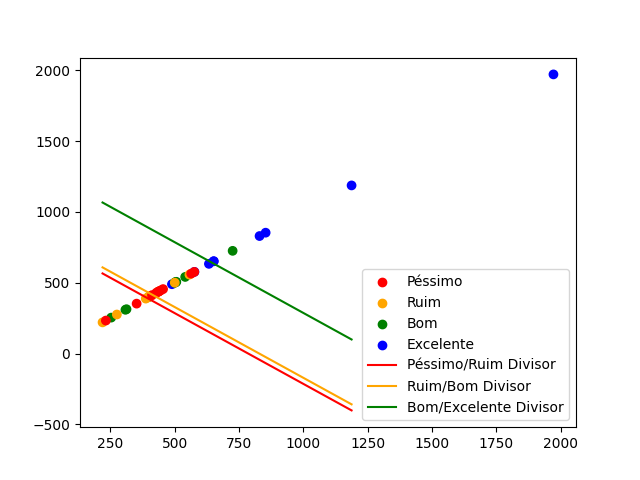 2000
1500
1000
500
0
−500
250
500
750
1000
1250
1500
1750
2000
Péssimo
Ruim
Bom
Excelente
Péssimo/Ruim Divisor
Ruim/Bom Divisor
Bom/Excelente Divisor